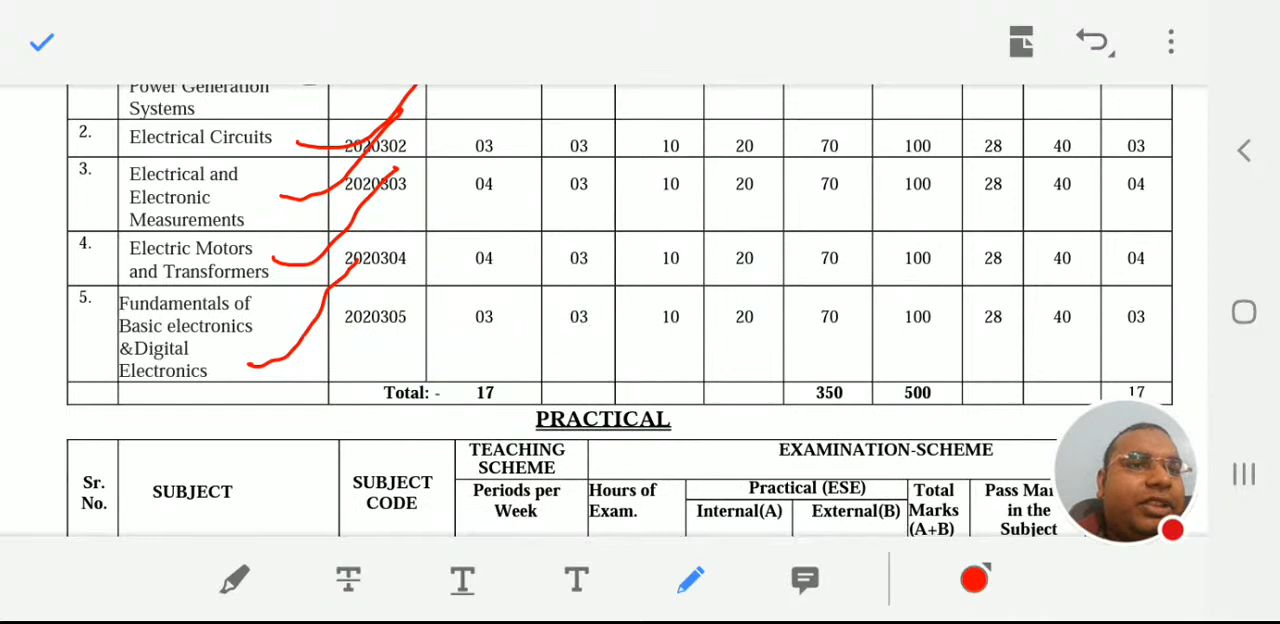 Power Generation
Systems
2. Electrical Circuits 2020302 03 03 10 20 70 100 28 40 03
3. Electrical and
Electronic
Measurements 2020303 04 03 10 20 70 100 28 40 04
4. Electric Motors
and Transformers 2020304 04 03 10 20 70 100 28 40 04
5. Fundamentals of
Basic electronics
&Digital
Electronics 2020305 03 03 10 20 70 100 28 40 03
Total: - 17 350 500 17
PRACTICAL
Sr. No. SUBJECT SUBJECT CODE TEACHING SCHEME EXAMINATION-SCHEME
Periods per Week Hours of Exam. Practical (ESE) Total Marks (A+B) Pass in the Subject
Internal(A) External(B)
T T T